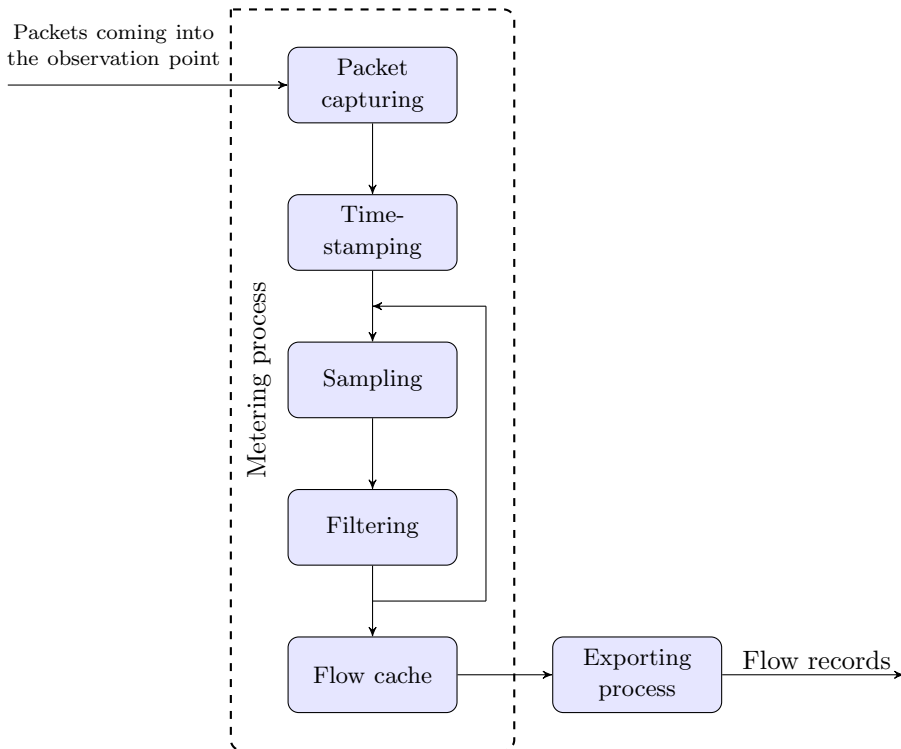 Packets coming into
the observation point
Packet
capturing
Time-
stamping
Metering process
Sampling
Filtering
Flow cache
Exporting
process
Flow records